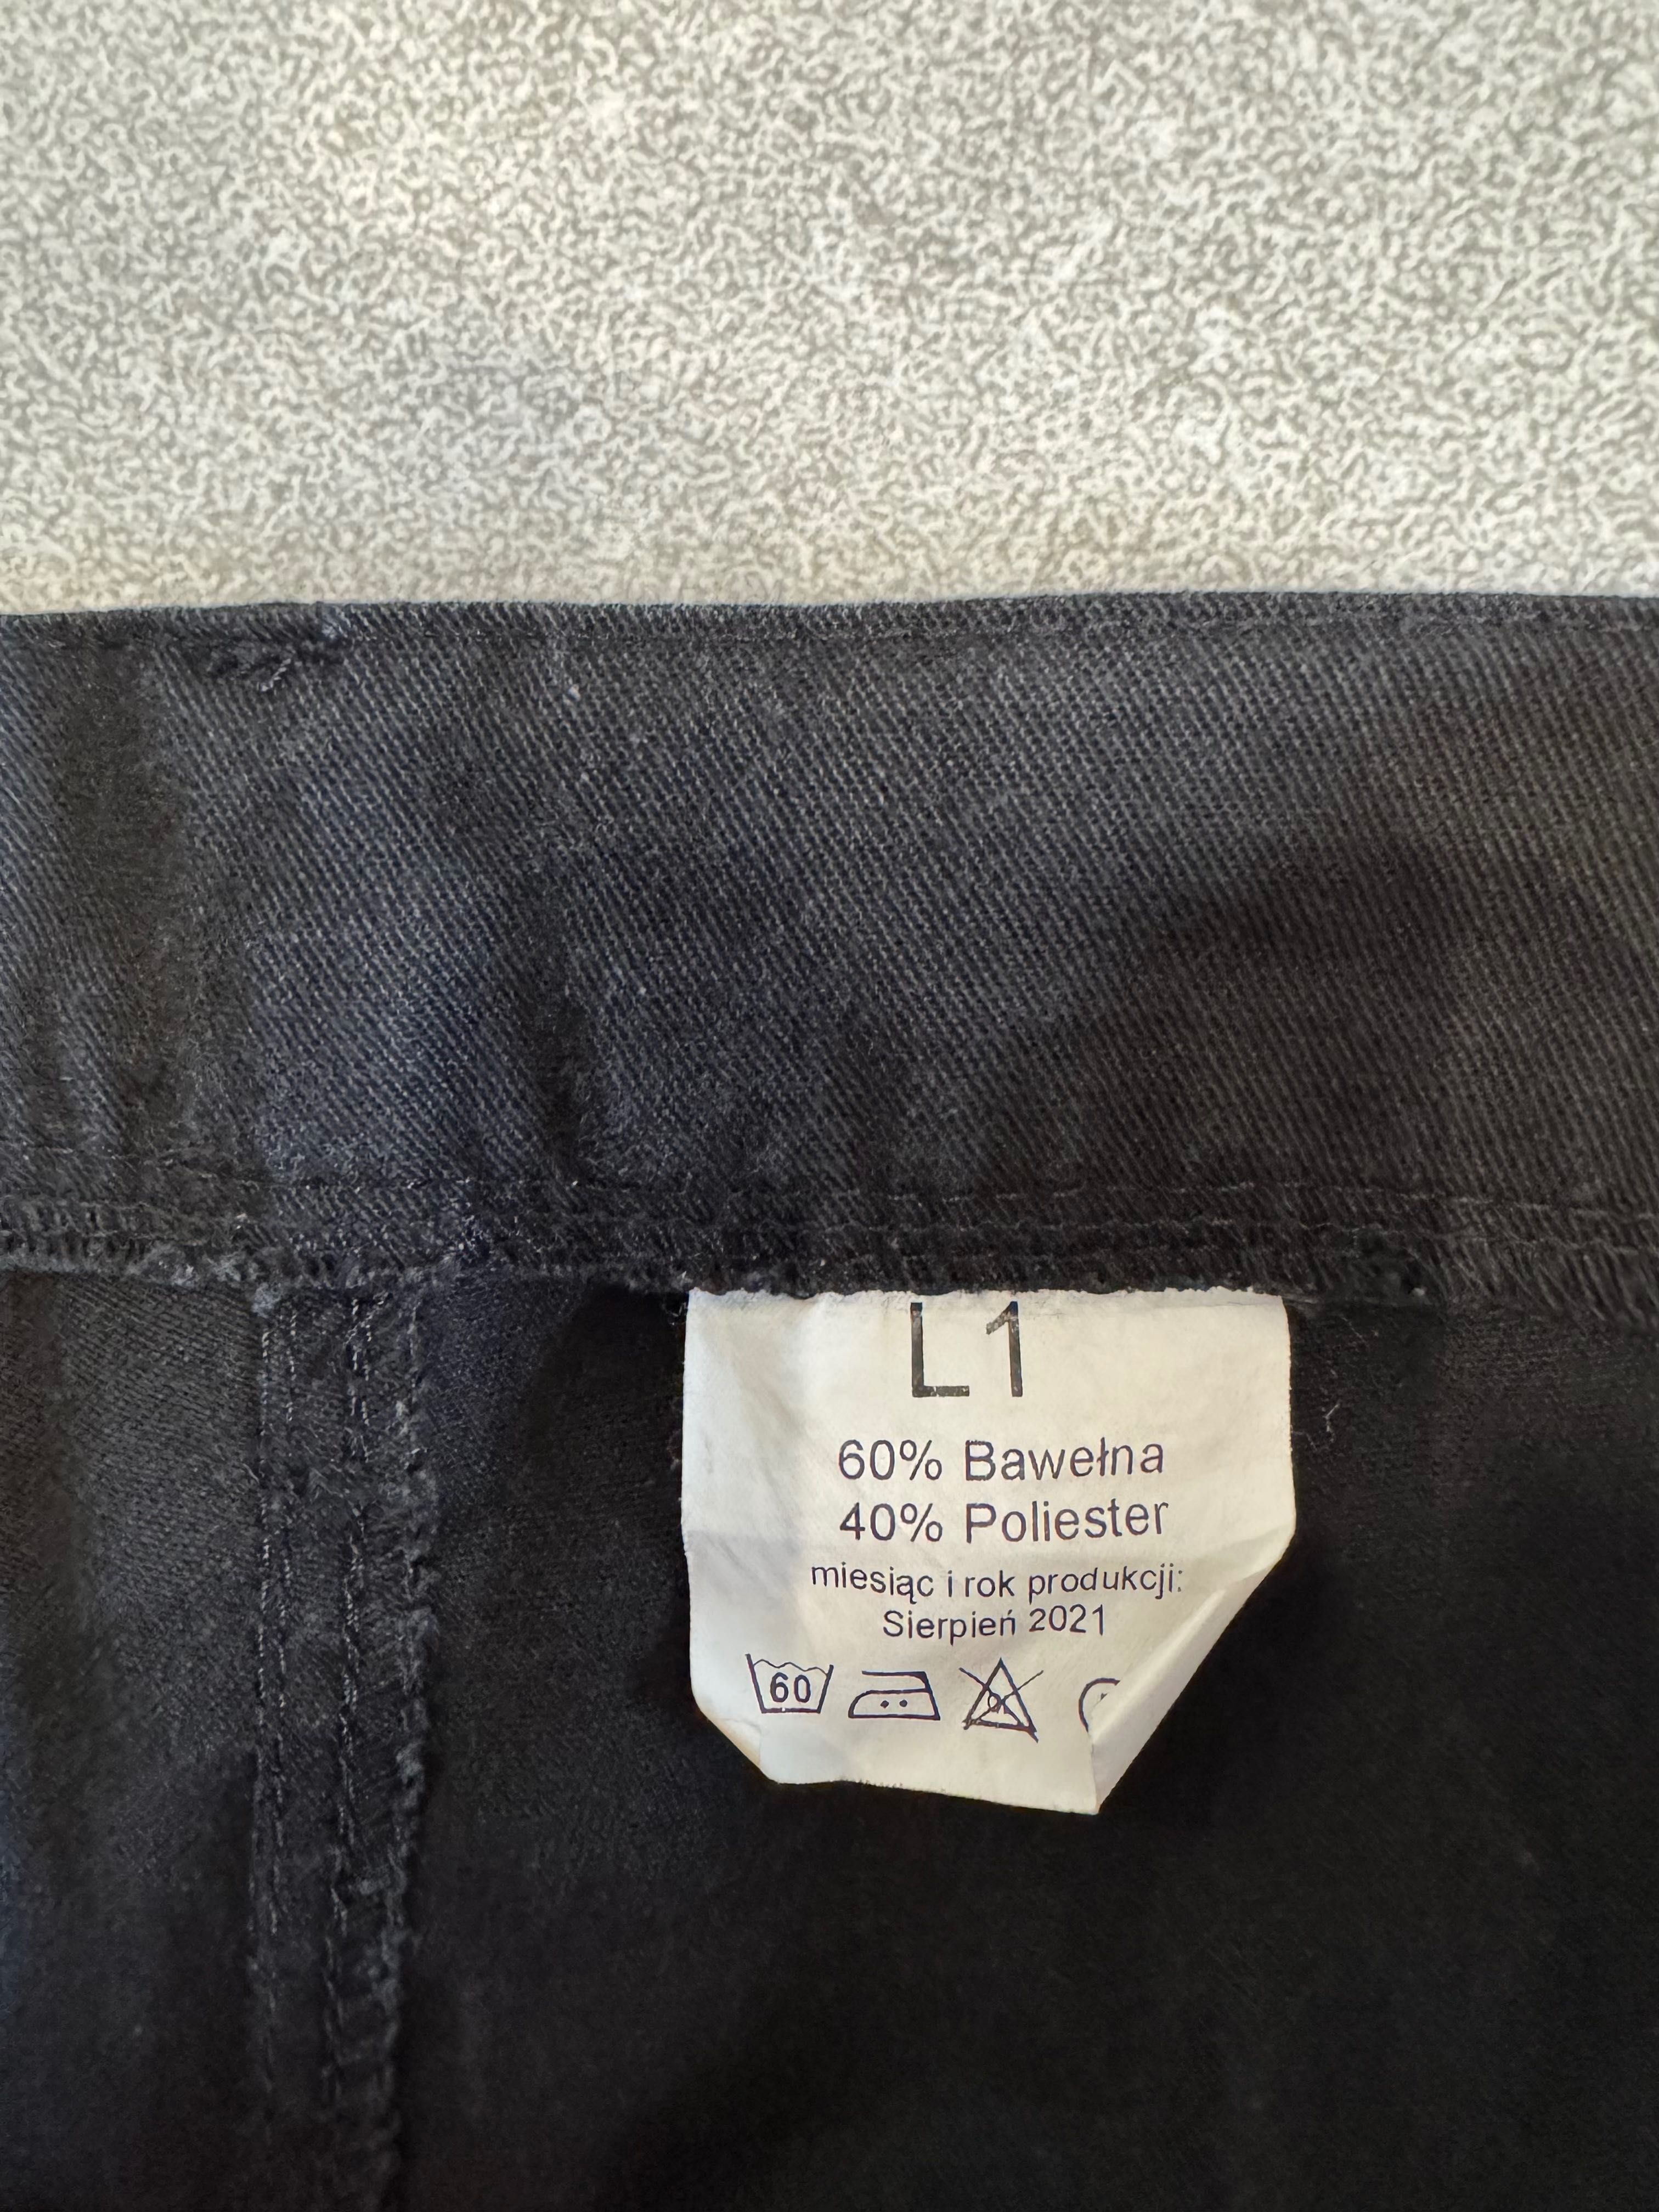 L1
60% Bawełna
40% Poliester
miesiąc i rok produkcji:
Sierpień 2021
60